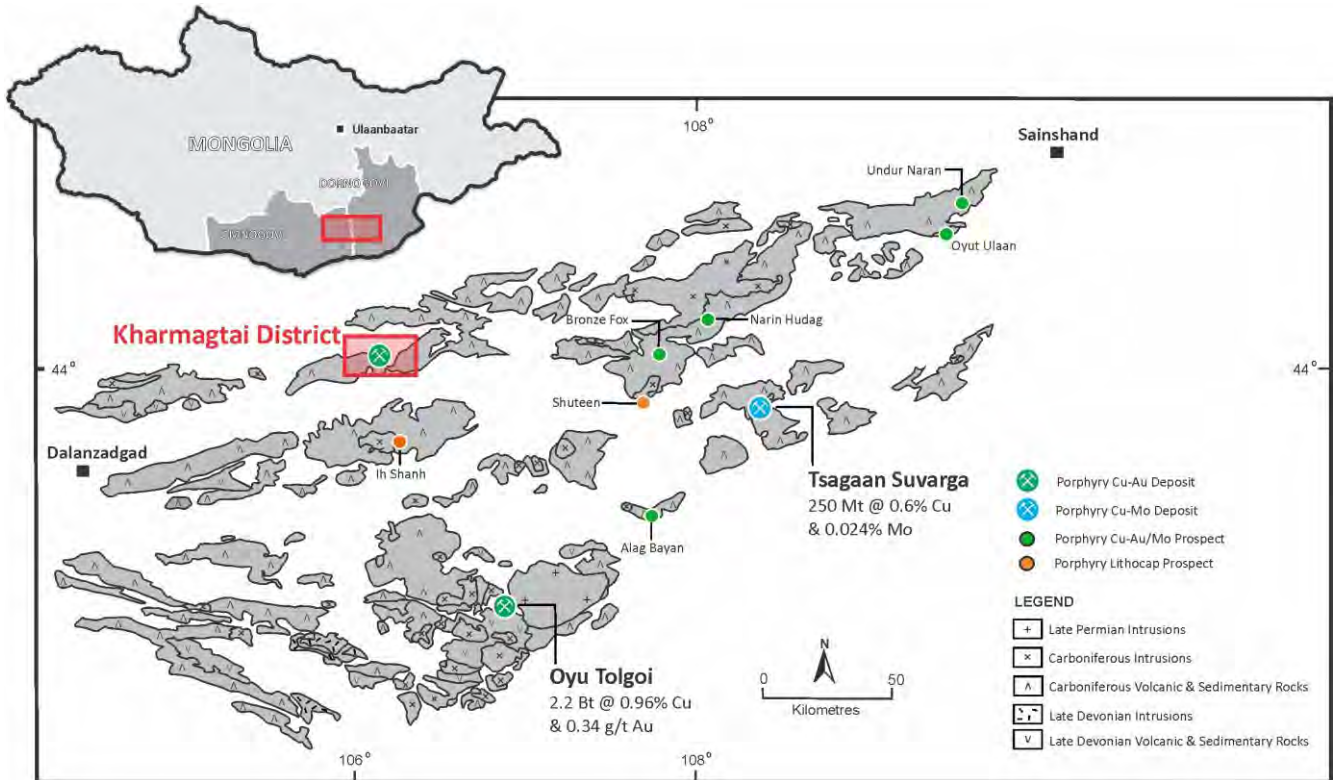 MONGOLIA
Ulaanbaatar
DORNOGOVI
108°
Sainshand
Undur Naran
Oyut Ulaan
Kharmagtai District
Bronze Fox
Narin Hudag
44°
44°
Shuteen
Dalanzadgad
Ih Shanh
Tsagaan Suvarga
250 Mt @ 0.6% Cu
& 0.024% Mo
Alag Bayan
Oyu Tolgoi
2.2 Bt @ 0.96% Cu
& 0.34 g/t Au
N
0 50
Kilometres
Porphyry Cu-Au Deposit
Porphyry Cu-Mo Deposit
Porphyry Cu-Au/Mo Prospect
Porphyry Lithocap Prospect
LEGEND
Late Permian Intrusions
Carboniferous Intrusions
Carboniferous Volcanic & Sedimentary Rocks
Late Devonian Intrusions
Late Devonian Volcanic & Sedimentary Rocks
106°
108°